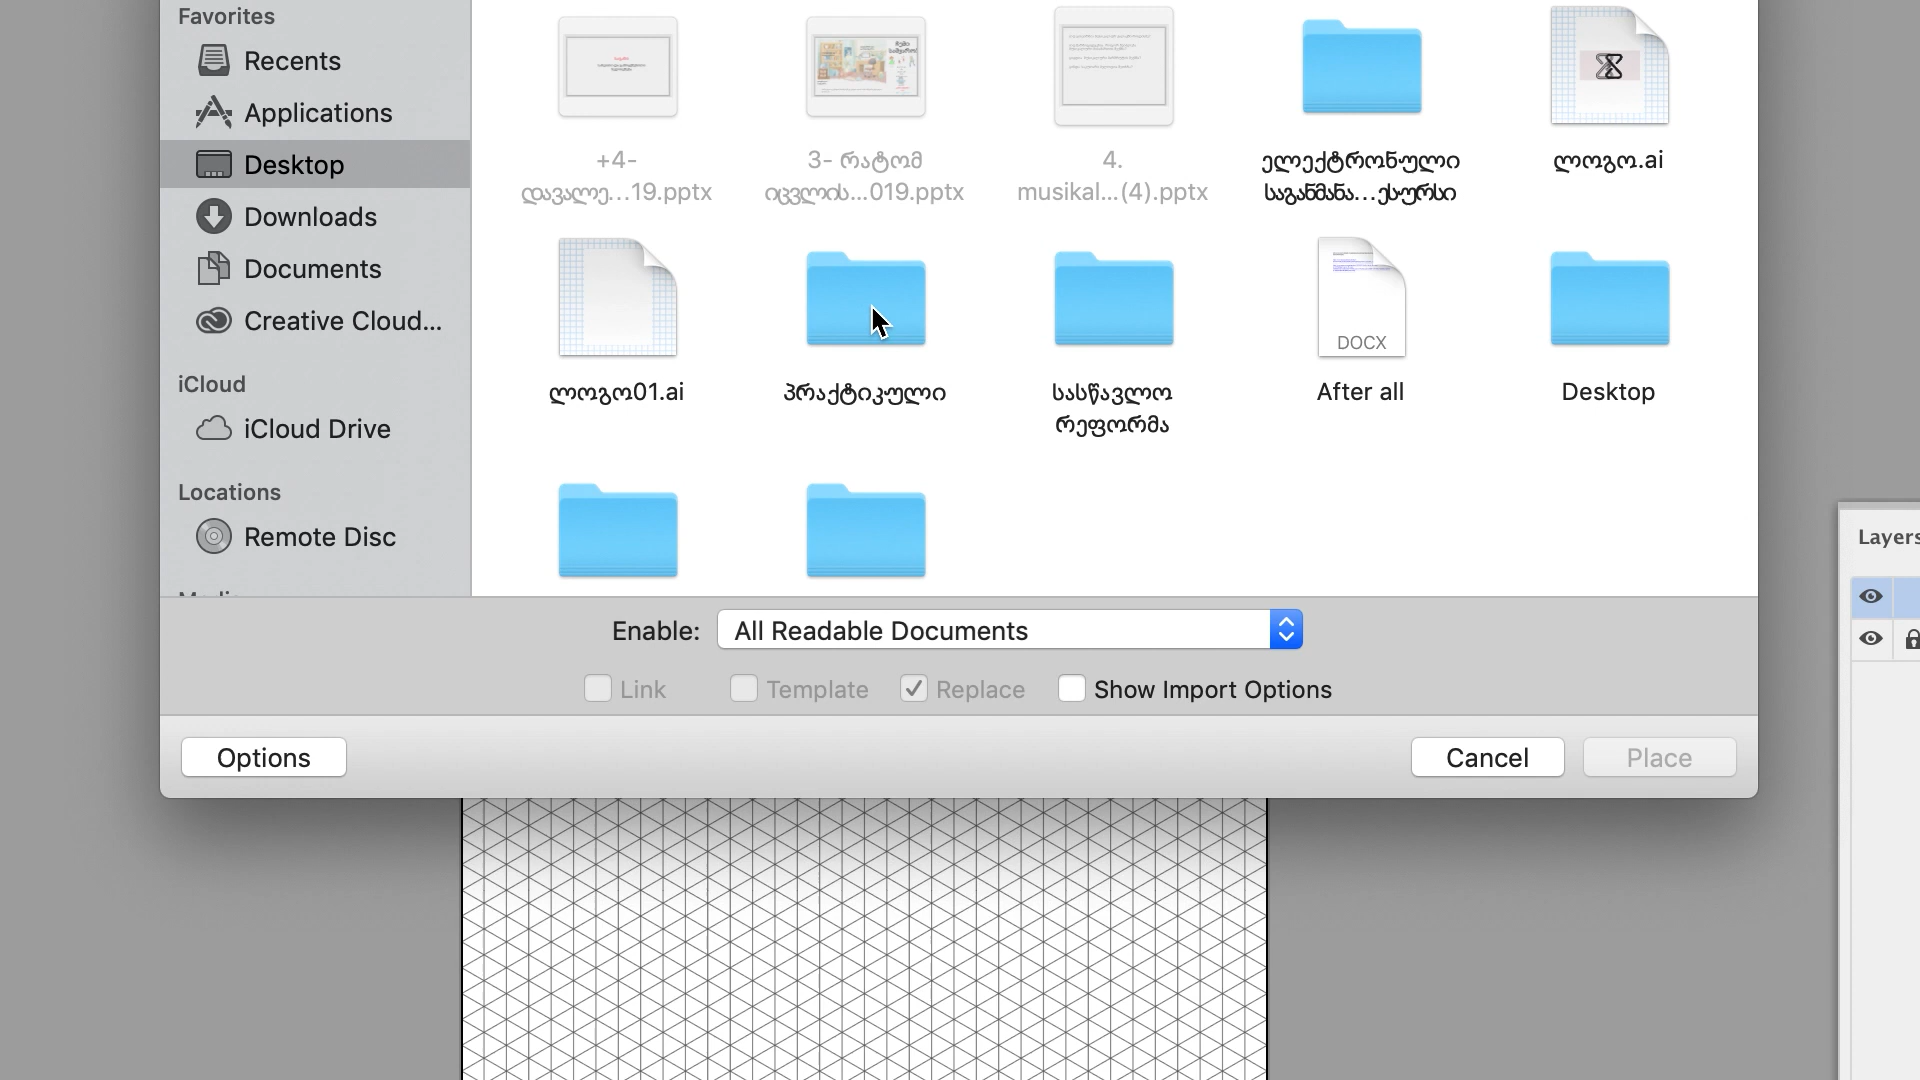 Favorites
Recents
Applications
Desktop
Downloads
Documents
Creative Cloud...
iCloud
iCloud Drive
Locations
Remote Disc
+4-
დავალე...19.pptx
3- რატომ
იცვლის...019.pptx
4.
musikal...(4).pptx
ელექტრონული
საგანმანა...ესურსი
ლოგო.ai
ლოგო01.ai
პრაქტიკული
სასწავლო
რეფორმა
DOCX
After all
Desktop
Enable: All Readable Documents
Link Template Replace Show Import Options
Options Cancel Place
Layers